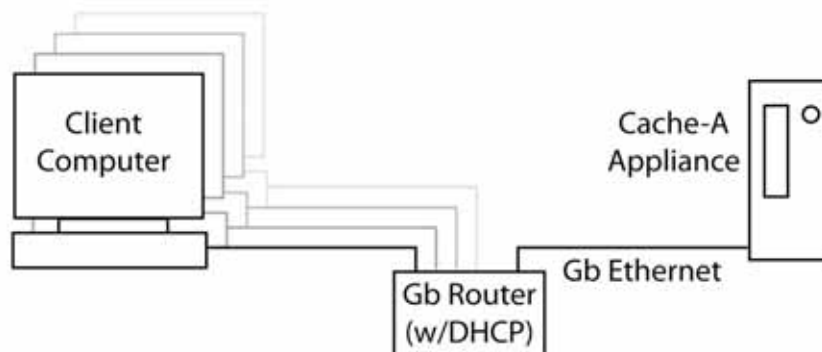 Client
Computer
Cache-A
Appliance
Gb Ethernet
Gb Router
(w/DHCP)